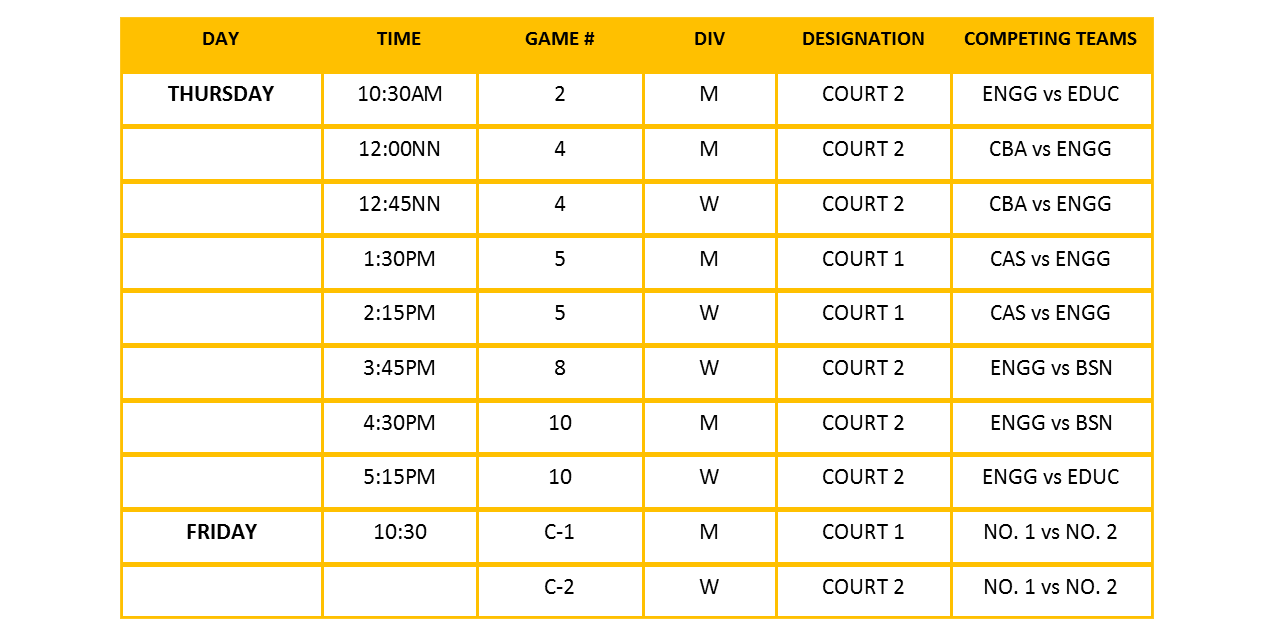 DAY TIME GAME # DIV DESIGNATION COMPETING TEAMS
THURSDAY 10:30AM 2 M COURT 2 ENGG vs EDUC
12:00NN 4 M COURT 2 CBA vs ENGG
12:45NN 4 W COURT 2 CBA vs ENGG
1:30PM 5 M COURT 1 CAS vs ENGG
2:15PM 5 W COURT 1 CAS vs ENGG
3:45PM 8 W COURT 2 ENGG vs BSN
4:30PM 10 M COURT 2 ENGG vs BSN
5:15PM 10 W COURT 2 ENGG vs EDUC
FRIDAY 10:30 C-1 M COURT 1 NO. 1 vs NO. 2
C-2 W COURT 2 NO. 1 vs NO. 2